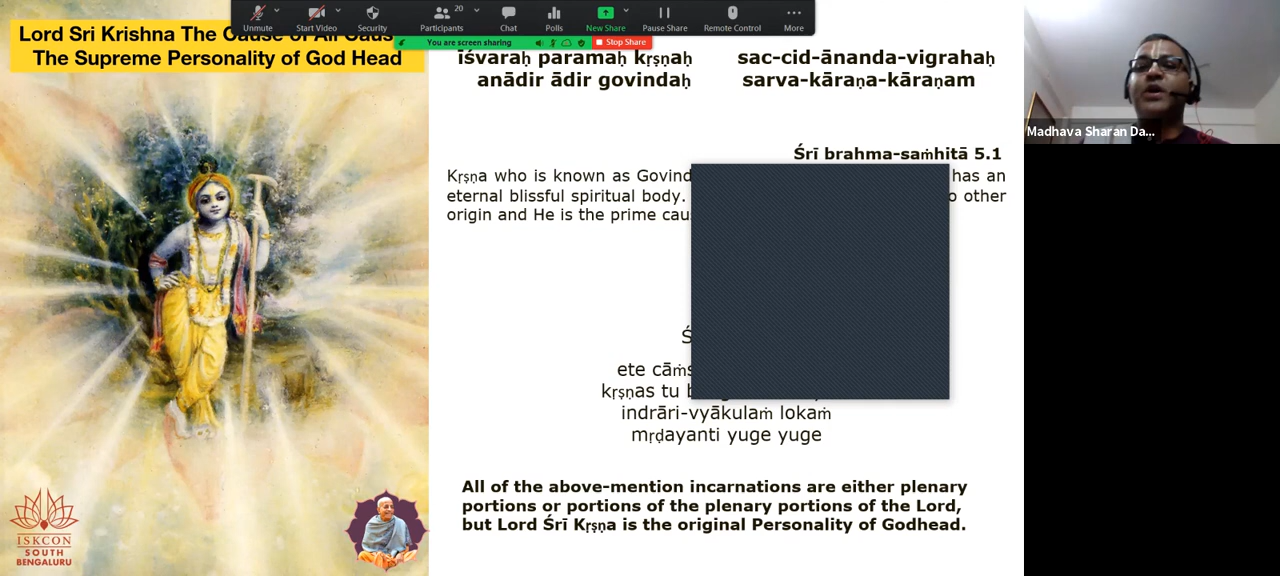 Unmute
Start Video
Security
Participants
20
Chat
Polls
New Share
Pause Share
Remote Control
More
You are screen sharing
Stop Share
Lord Sri Krishna The Cause of All
The Supreme Personality of God Head
īśvaraḥ paramaḥ kṛṣṇaḥ sac-cid-ānanda-vigrahaḥ
anādir ādir govindaḥ sarva-kāraṇa-kāraṇam
Śrī brahma-saṁhitā 5.1
Kṛṣṇa who is known as has an
eternal blissful spiritual body. other
origin and He is the prime
kṛṣṇas tu
indrāri-vyākulaṁ lokaṁ
mṛḍayanti yuge yuge
All of the above-mention incarnations are either plenary
portions or portions of the plenary portions of the Lord,
but Lord Śrī Kṛṣṇa is the original Personality of Godhead.
ISKCON
SOUTH
BENGALURU
Madhava Sharan Da...